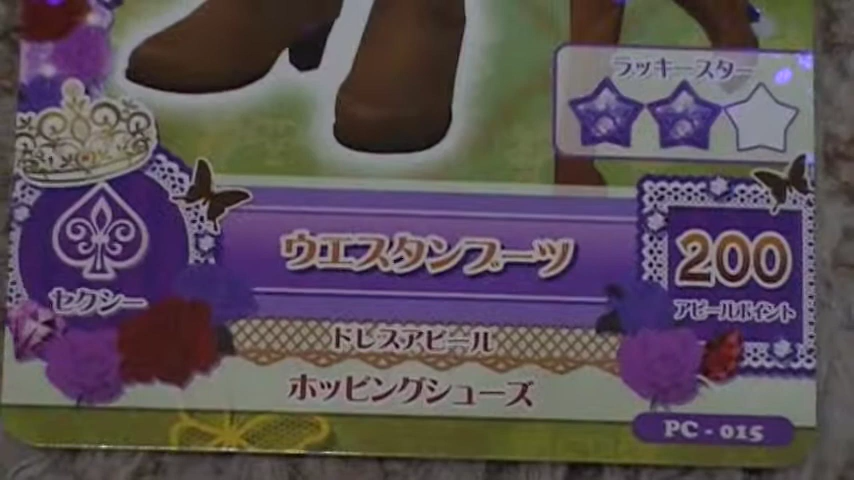 ラッキースター
ウエスタンブーツ
200
セクシー
アピールポイント
ドレスアピール
ホッピングシューズ
PC - 015